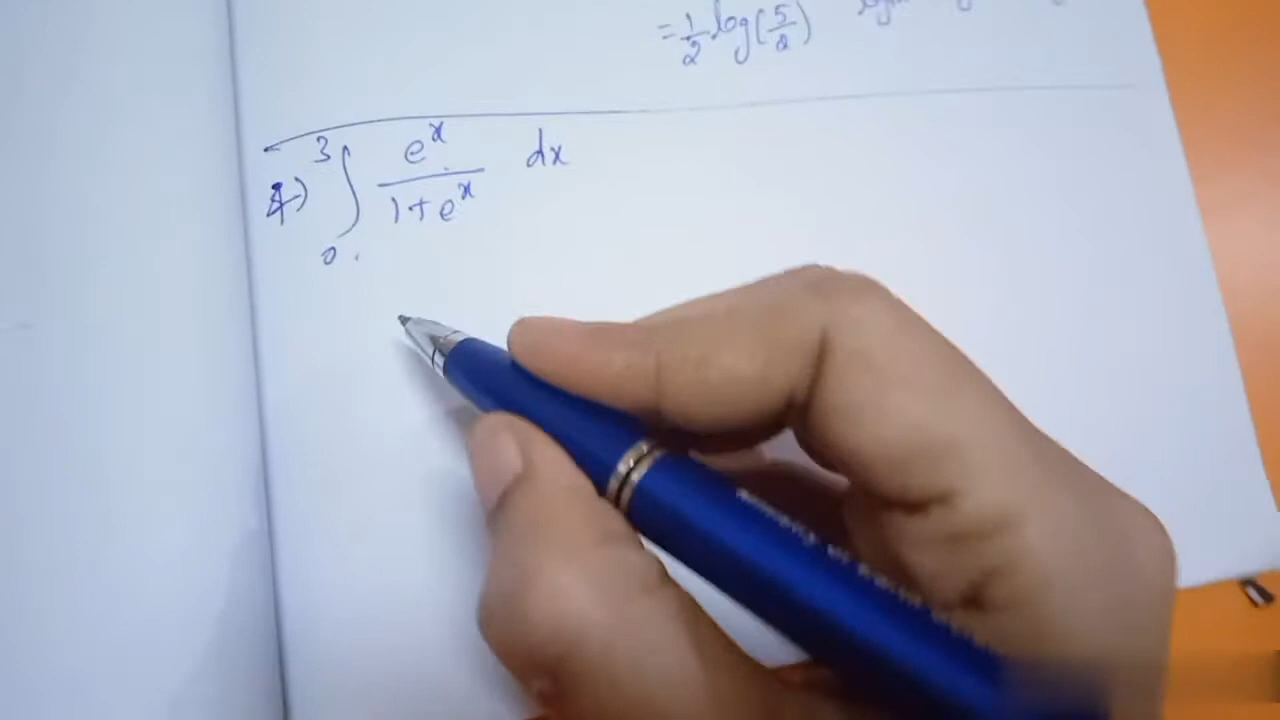 = 1/2 log(5/2)
4) ∫₀³ eˣ/(1+eˣ) dx